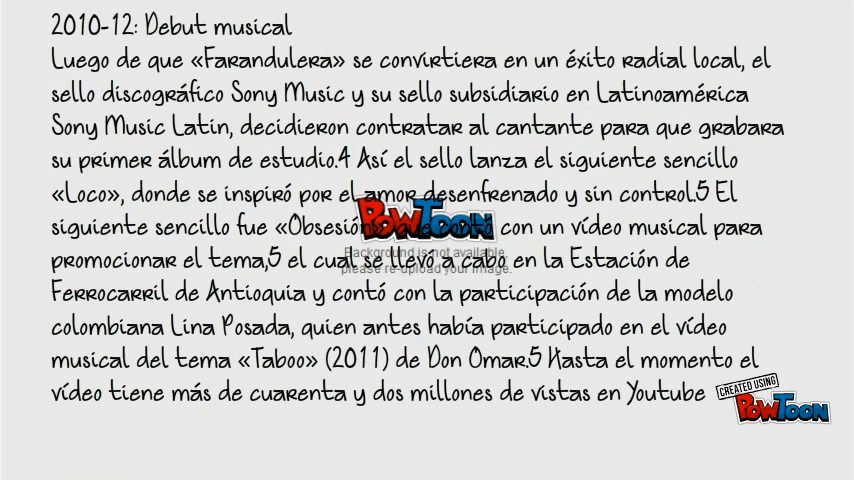 2010-12: Debut musical
Luego de que «Farandulera» se convirtiera en un éxito radial local, el
sello discográfico Sony Music y su sello subsidiario en Latinoamérica
Sony Music Latin, decidieron contratar al cantante para que grabara
su primer álbum de estudio.4 Así el sello lanza el siguiente sencillo
«Loco», donde se inspiró por el amor desenfrenado y sin control.5 El
siguiente sencillo fue «Obsesión» con un vídeo musical para
PowToon
Background is not available,
please re-upload your image.
promocionar el tema,5 el cual se llevó a cabo en la Estación de
Ferrocarril de Antioquia y contó con la participación de la modelo
colombiana Lina Posada, quien antes había participado en el vídeo
musical del tema «Taboo» (2011) de Don Omar.5 Hasta el momento el
vídeo tiene más de cuarenta y dos millones de vistas en Youtube
CREATED USING
PowToon